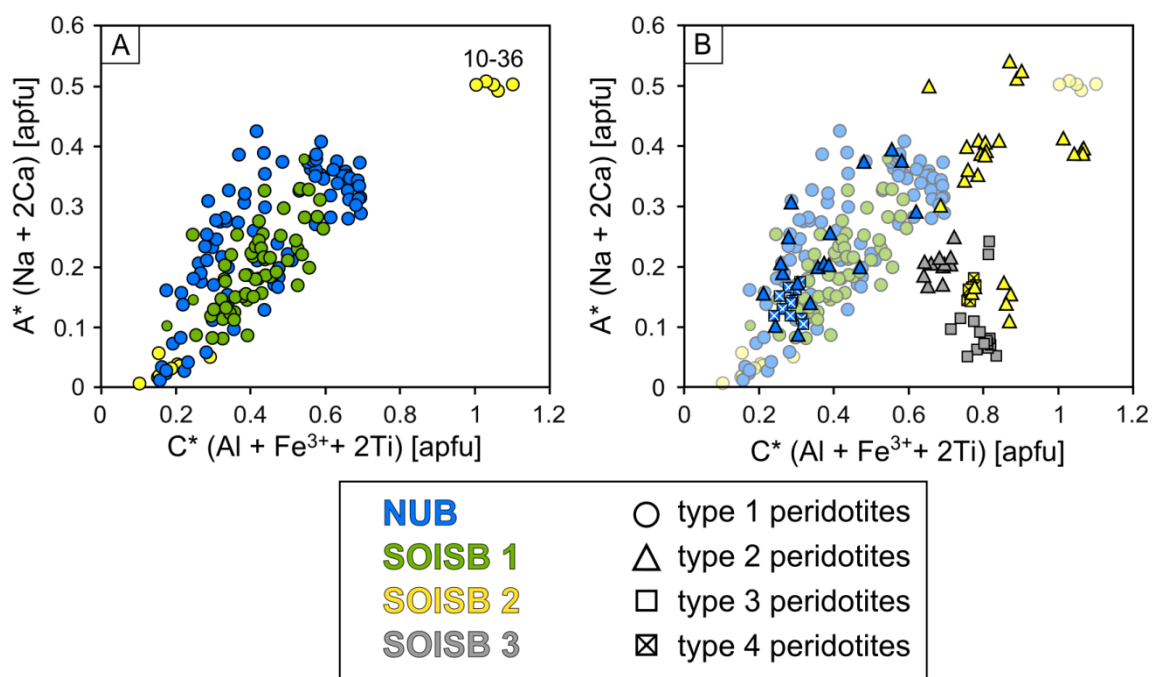 A
10-36
0.6
0.5
0.4
0.3
0.2
0.1
0
0
0.2
0.4
0.6
0.8
1
1.2
A* (Na + 2Ca) [apfu]
C* (Al + Fe³⁺+ 2Ti) [apfu]
B
0.6
0.5
0.4
0.3
0.2
0.1
0
0
0.2
0.4
0.6
0.8
1
1.2
A* (Na + 2Ca) [apfu]
C* (Al + Fe³⁺+ 2Ti) [apfu]
NUB
SOISB 1
SOISB 2
SOISB 3
type 1 peridotites
type 2 peridotites
type 3 peridotites
type 4 peridotites